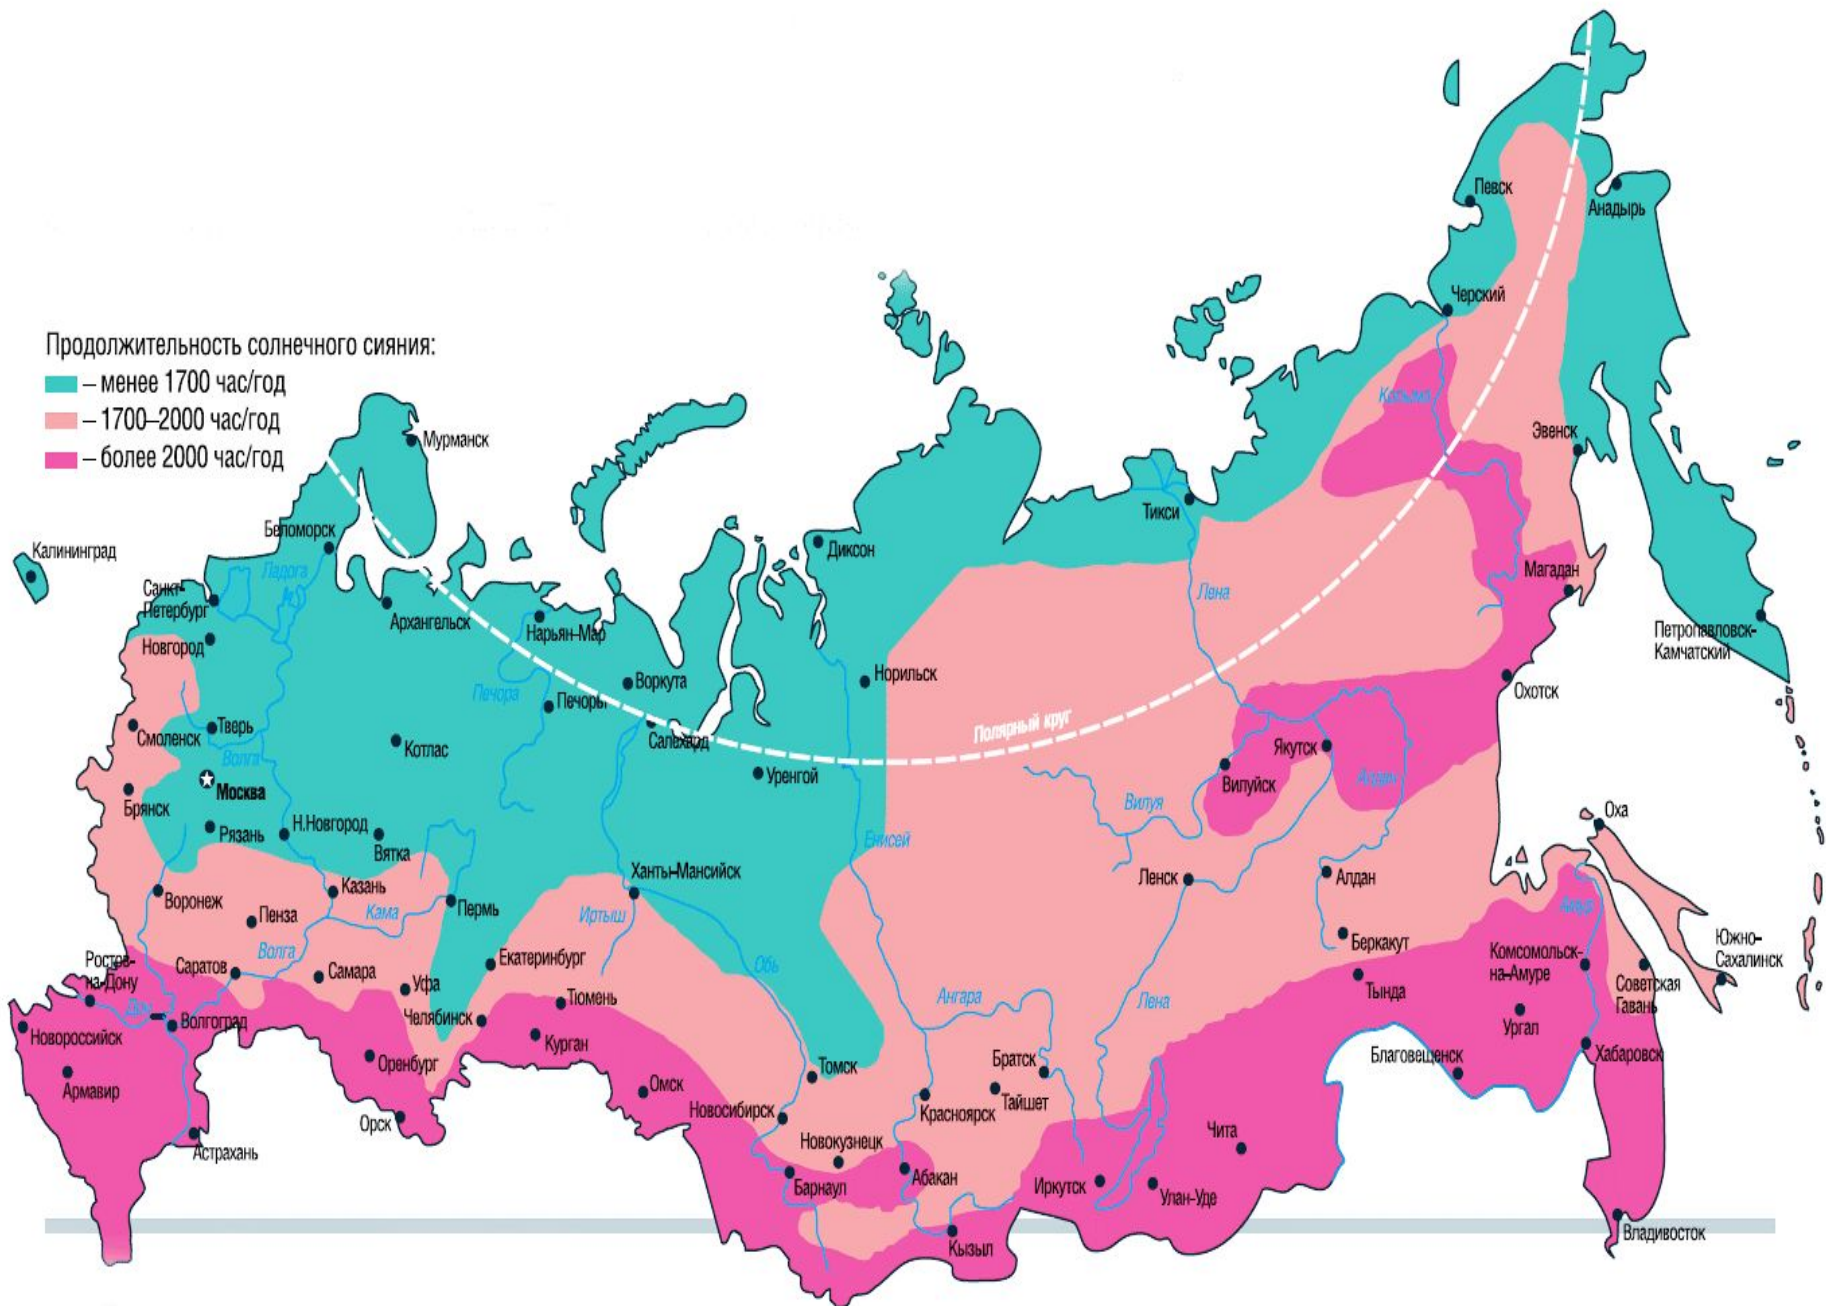 Продолжительность солнечного сияния:
– менее 1700 час/год
– 1700–2000 час/год
– более 2000 час/год
Певск
Анадырь
Черский
Колыма
Эвенск
Мурманск
Тикси
Диксон
Беломорск
Калининград
Ладога
Магадан
Санкт-
Петербург
Архангельск
Нарьян-Мар
Лена
Новгород
Петропавловск-
Камчатский
Норильск
Воркута
Печора
Печоры
Охотск
Смоленск
Тверь
Котлас
Салехард
Полярный круг
Якутск
Волга
Уренгой
Вилуйск
Алдан
Москва
Брянск
Вилуя
Оха
Рязань
Н.Новгород
Вятка
Енисей
Ханты-Мансийск
Ленск
Алдан
Воронеж
Казань
Пермь
Кама
Пенза
Иртыш
Амур
Беркакут
Волга
Ростов-
на-Дону
Саратов
Самара
Екатеринбург
Обь
Комсомольск-
на-Амуре
Южно-
Сахалинск
Уфа
Тюмень
Ангара
Лена
Тында
Советская
Гавань
Дон
Волгоград
Челябинск
Новороссийск
Курган
Ургал
Оренбург
Томск
Братск
Благовещенск
Хабаровск
Армавир
Омск
Новосибирск
Красноярск
Тайшет
Орск
Новокузнецк
Чита
Астрахань
Барнаул
Абакан
Иркутск
Улан-Уде
Кызыл
Владивосток